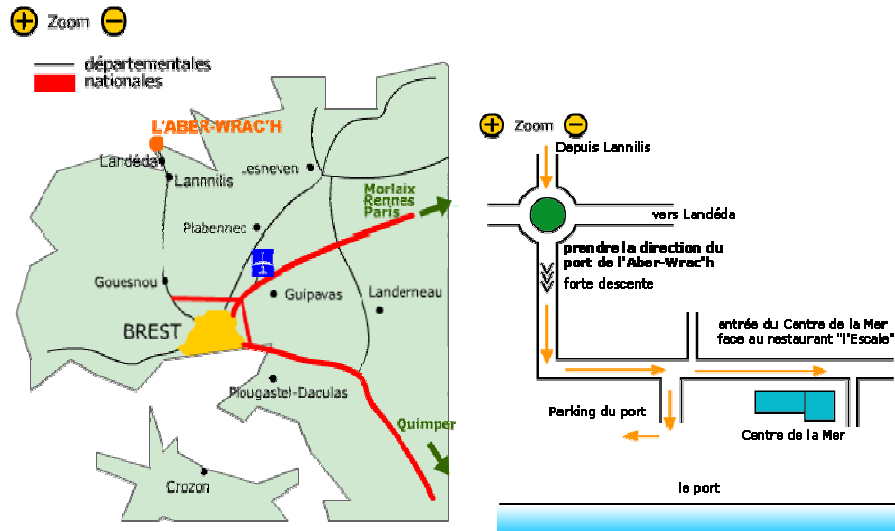 Zoom
départementales
nationales
L'ABER-WRAC'H
Landéda
Lannnilis
Lesneven
Morlaix
Rennes
Paris
Plabennec
Gouesnou
Guipavas
Landerneau
BREST
Plougastel-Daculas
Quimper
Crozon
Zoom
Depuis Lannilis
vers Landéda
prendre la direction du
port de l'Aber-Wrac'h
forte descente
entrée du Centre de la Mer
face au restaurant "l'Escale"
Parking du port
Centre de la Mer
le port